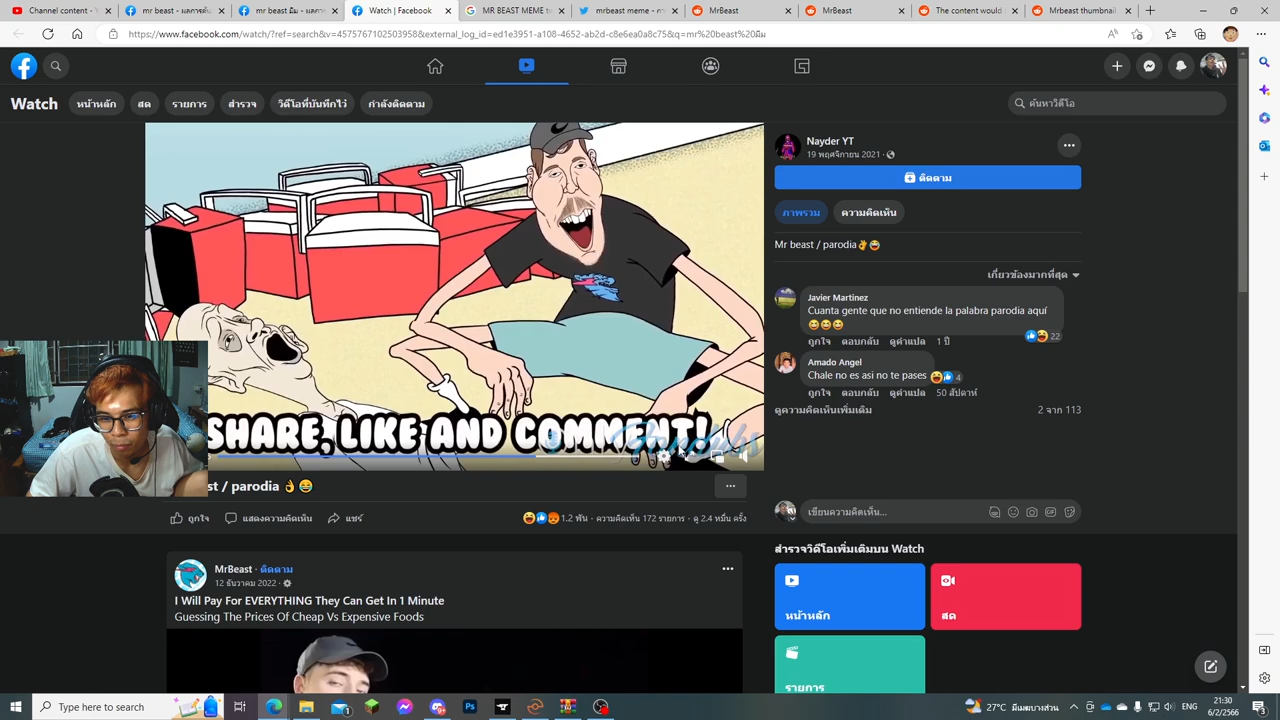 Channel content - Y
mr beast - ผลการค้น
mr beast มีม - ผลก
Watch | Facebook
MR BEAST MEME t
mrbeast meme - ก
MrBeast
MrBeast
The content would
Mrbeast thumbnail
https://www.facebook.com/watch/?ref=search&v=4575767102503958&external_log_id=ed1e3951-a108-4652-ab2d-c8e6ea0a8c75&q=mr%20beast%20มีม
Watch
หน้าหลัก
สด
รายการ
สำรวจ
วิดีโอที่บันทึกไว้
กำลังติดตาม
ค้นหาวิดีโอ
Nayder YT
19 พฤศจิกายน 2021
ติดตาม
ภาพรวม
ความคิดเห็น
Mr beast / parodia✌😂
เกี่ยวข้องมากที่สุด
Javier Martinez
Cuanta gente que no entiende la palabra parodia aquí
😂😂😂
22
ถูกใจ ตอบกลับ ดูคำแปล 1 ปี
Amado Angel
Chale no es asi no te pases
4
ถูกใจ ตอบกลับ ดูคำแปล 50 สัปดาห์
ดูความคิดเห็นเพิ่มเติม 2 จาก 113
เขียนความคิดเห็น...
SHARE, LIKE AND COMMENT!
st / parodia 👌😂
ถูกใจ แสดงความคิดเห็น แชร์
1.2 พัน · ความคิดเห็น 172 รายการ · ดู 2.4 หมื่น ครั้ง
MrBeast · ติดตาม
12 ธันวาคม 2022
I Will Pay For EVERYTHING They Can Get In 1 Minute
Guessing The Prices Of Cheap Vs Expensive Foods
สำรวจวิดีโอเพิ่มเติมบน Watch
หน้าหลัก
สด
รายการ
Type here to search
27°C มีเมฆบางส่วน
21:30
6/2/2566